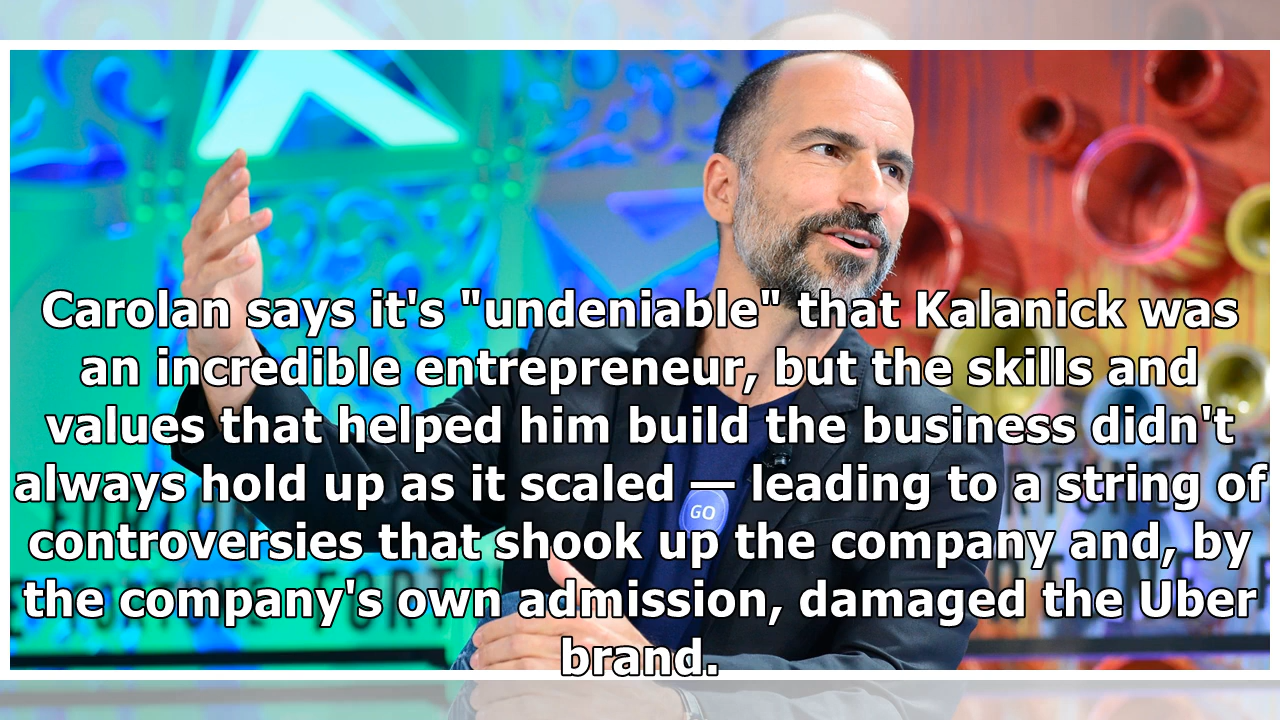 Carolan says it's "undeniable" that Kalanick was
an incredible entrepreneur, but the skills and
values that helped him build the business didn't
always hold up as it scaled — leading to a string of
controversies that shook up the company and, by
the company's own admission, damaged the Uber
brand.
GO